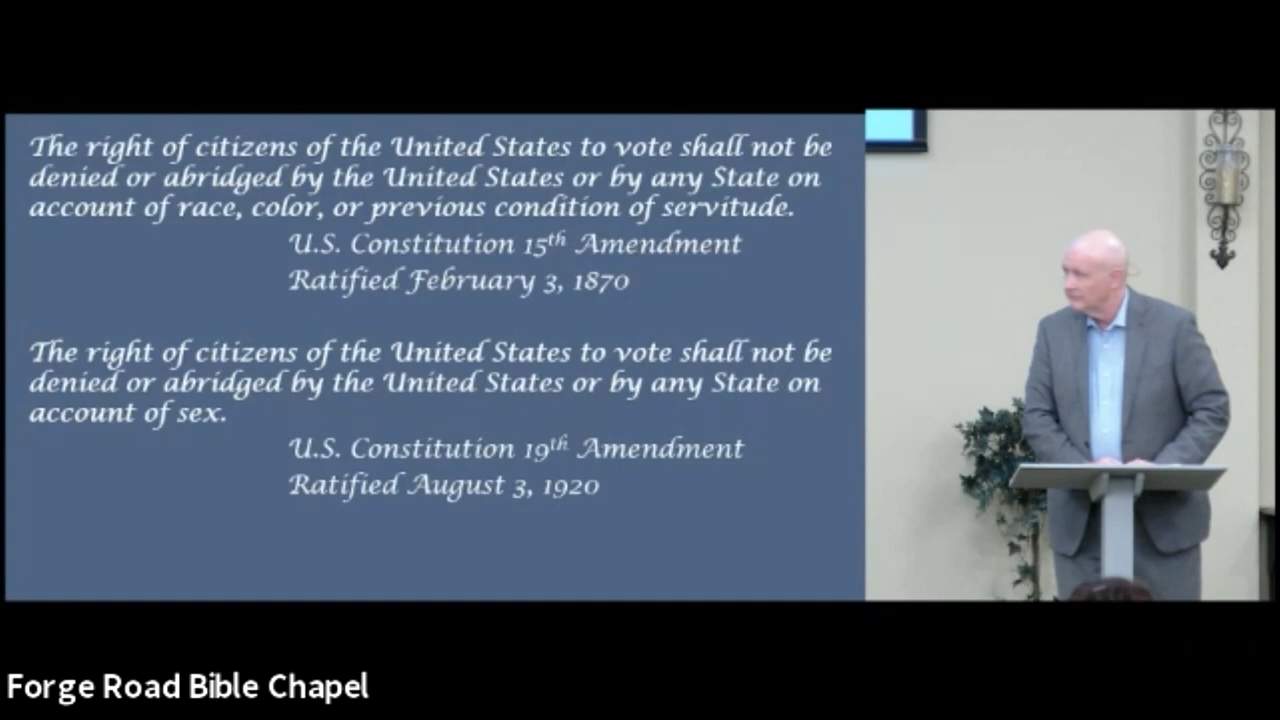 The right of citizens of the United States to vote shall not be
denied or abridged by the United States or by any State on
account of race, color, or previous condition of servitude.
U.S. Constitution 15th Amendment
Ratified February 3, 1870
The right of citizens of the United States to vote shall not be
denied or abridged by the United States or by any State on
account of sex.
U.S. Constitution 19th Amendment
Ratified August 3, 1920
Forge Road Bible Chapel